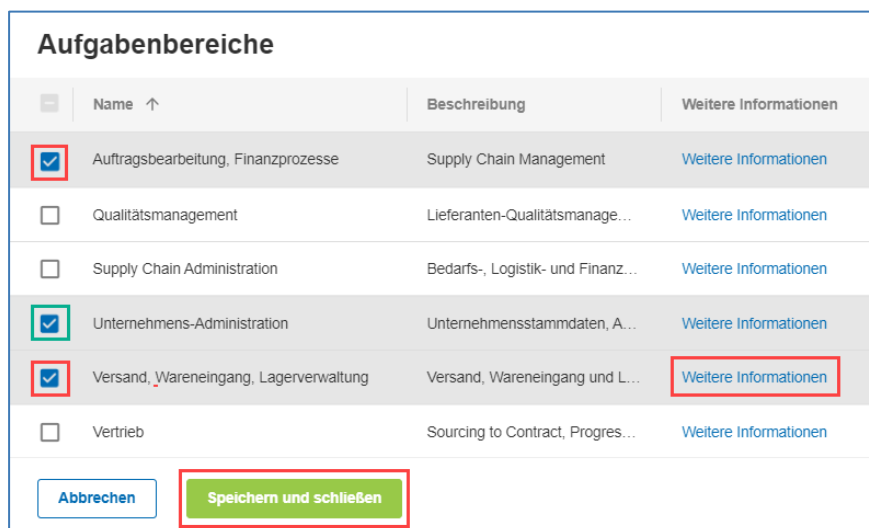 Aufgabenbereiche
Name ↑ Beschreibung Weitere Informationen
Auftragsbearbeitung, Finanzprozesse Supply Chain Management Weitere Informationen
Qualitätsmanagement Lieferanten-Qualitätsmanage... Weitere Informationen
Supply Chain Administration Bedarfs-, Logistik- und Finanz... Weitere Informationen
Unternehmens-Administration Unternehmensstammdaten, A... Weitere Informationen
Versand, Wareneingang, Lagerverwaltung Versand, Wareneingang und L... Weitere Informationen
Vertrieb Sourcing to Contract, Progres... Weitere Informationen
Abbrechen Speichern und schließen